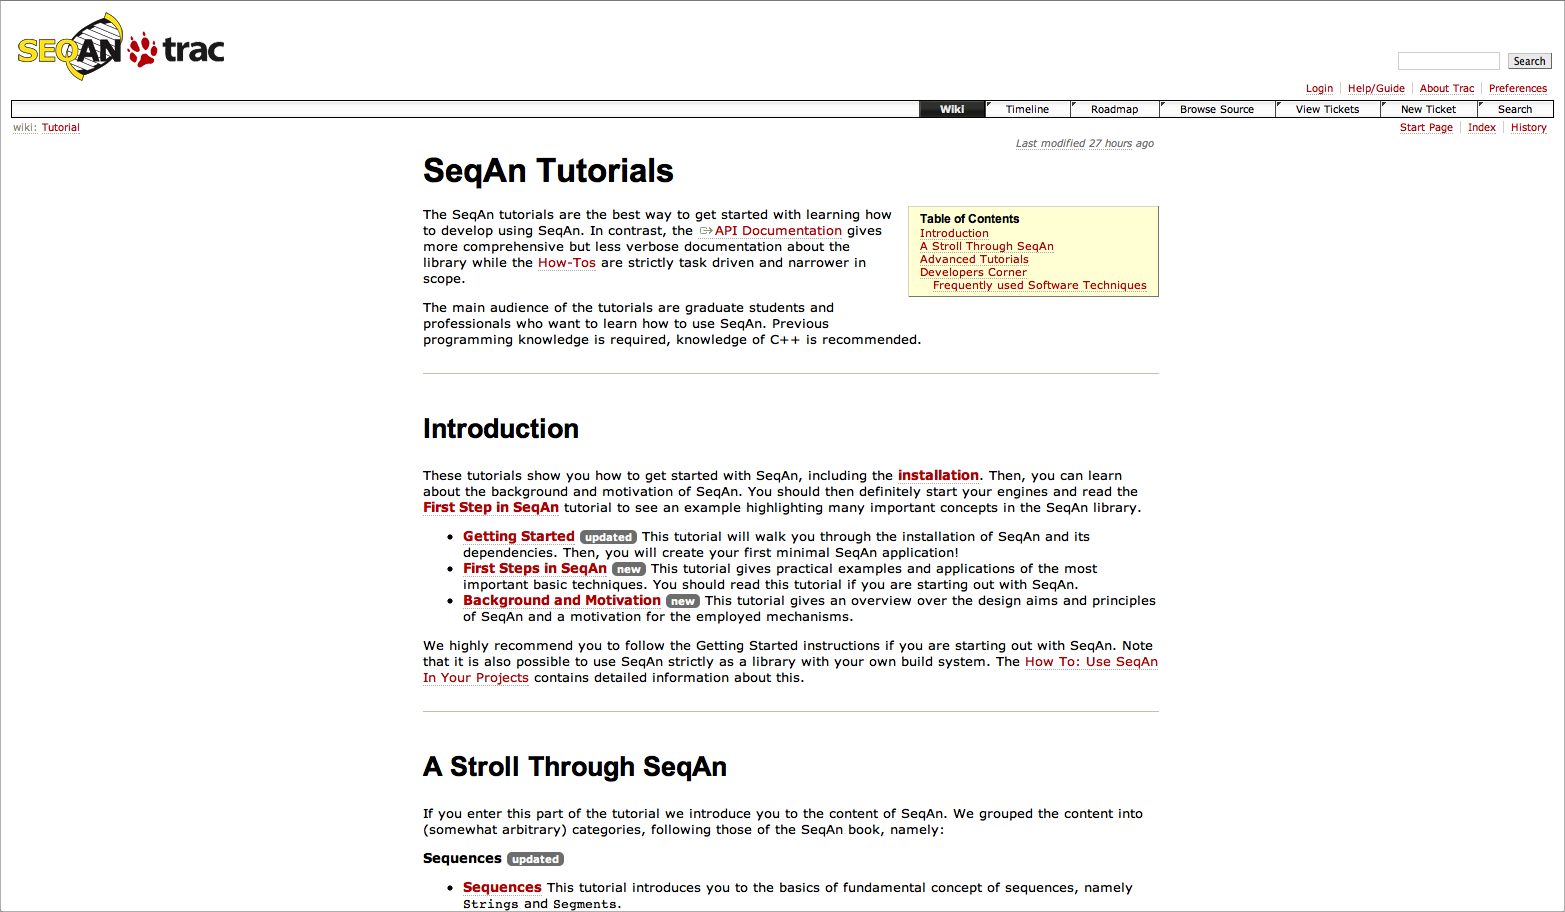 SEQAN trac
Search
Login Help/Guide About Trac Preferences
Wiki Timeline Roadmap Browse Source View Tickets New Ticket Search
wiki: Tutorial
Start Page Index History
Last modified 27 hours ago
SeqAn Tutorials
The SeqAn tutorials are the best way to get started with learning how
to develop using SeqAn. In contrast, the API Documentation gives
more comprehensive but less verbose documentation about the
library while the How-Tos are strictly task driven and narrower in
scope.
Table of Contents
Introduction
A Stroll Through SeqAn
Advanced Tutorials
Developers Corner
Frequently used Software Techniques
The main audience of the tutorials are graduate students and
professionals who want to learn how to use SeqAn. Previous
programming knowledge is required, knowledge of C++ is recommended.
Introduction
These tutorials show you how to get started with SeqAn, including the installation. Then, you can learn
about the background and motivation of SeqAn. You should then definitely start your engines and read the
First Step in SeqAn tutorial to see an example highlighting many important concepts in the SeqAn library.
• Getting Started updated This tutorial will walk you through the installation of SeqAn and its
dependencies. Then, you will create your first minimal SeqAn application!
• First Steps in SeqAn new This tutorial gives practical examples and applications of the most
important basic techniques. You should read this tutorial if you are starting out with SeqAn.
• Background and Motivation new This tutorial gives an overview over the design aims and principles
of SeqAn and a motivation for the employed mechanisms.
We highly recommend you to follow the Getting Started instructions if you are starting out with SeqAn. Note
that it is also possible to use SeqAn strictly as a library with your own build system. The How To: Use SeqAn
In Your Projects contains detailed information about this.
A Stroll Through SeqAn
If you enter this part of the tutorial we introduce you to the content of SeqAn. We grouped the content into
(somewhat arbitrary) categories, following those of the SeqAn book, namely:
Sequences updated
• Sequences This tutorial introduces you to the basics of fundamental concept of sequences, namely
Strings and Segments.